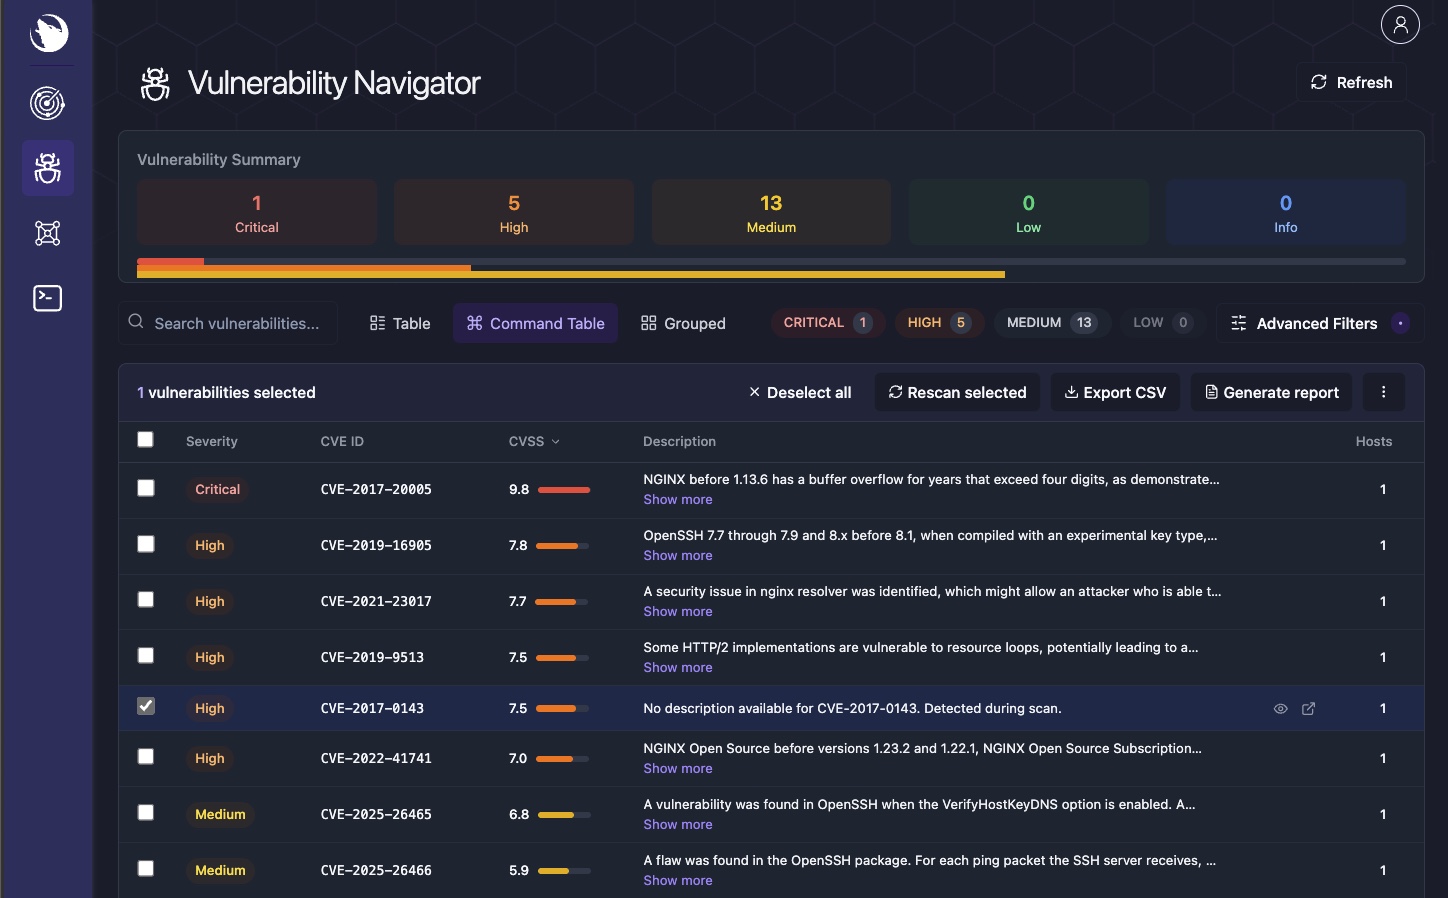 Vulnerability Navigator
Refresh
Vulnerability Summary
1
Critical
5
High
13
Medium
0
Low
0
Info
Search vulnerabilities...
Table
Command Table
Grouped
CRITICAL 1
HIGH 5
MEDIUM 13
LOW 0
Advanced Filters
1 vulnerabilities selected
Deselect all
Rescan selected
Export CSV
Generate report
Severity CVE ID CVSS Description Hosts
Critical CVE-2017-20005 9.8 NGINX before 1.13.6 has a buffer overflow for years that exceed four digits, as demonstrate... 1
Show more
High CVE-2019-16905 7.8 OpenSSH 7.7 through 7.9 and 8.x before 8.1, when compiled with an experimental key type,... 1
Show more
High CVE-2021-23017 7.7 A security issue in nginx resolver was identified, which might allow an attacker who is able t... 1
Show more
High CVE-2019-9513 7.5 Some HTTP/2 implementations are vulnerable to resource loops, potentially leading to a... 1
Show more
High CVE-2017-0143 7.5 No description available for CVE-2017-0143. Detected during scan. 1
High CVE-2022-41741 7.0 NGINX Open Source before versions 1.23.2 and 1.22.1, NGINX Open Source Subscription... 1
Show more
Medium CVE-2025-26465 6.8 A vulnerability was found in OpenSSH when the VerifyHostKeyDNS option is enabled. A... 1
Show more
Medium CVE-2025-26466 5.9 A flaw was found in the OpenSSH package. For each ping packet the SSH server receives, ... 1
Show more